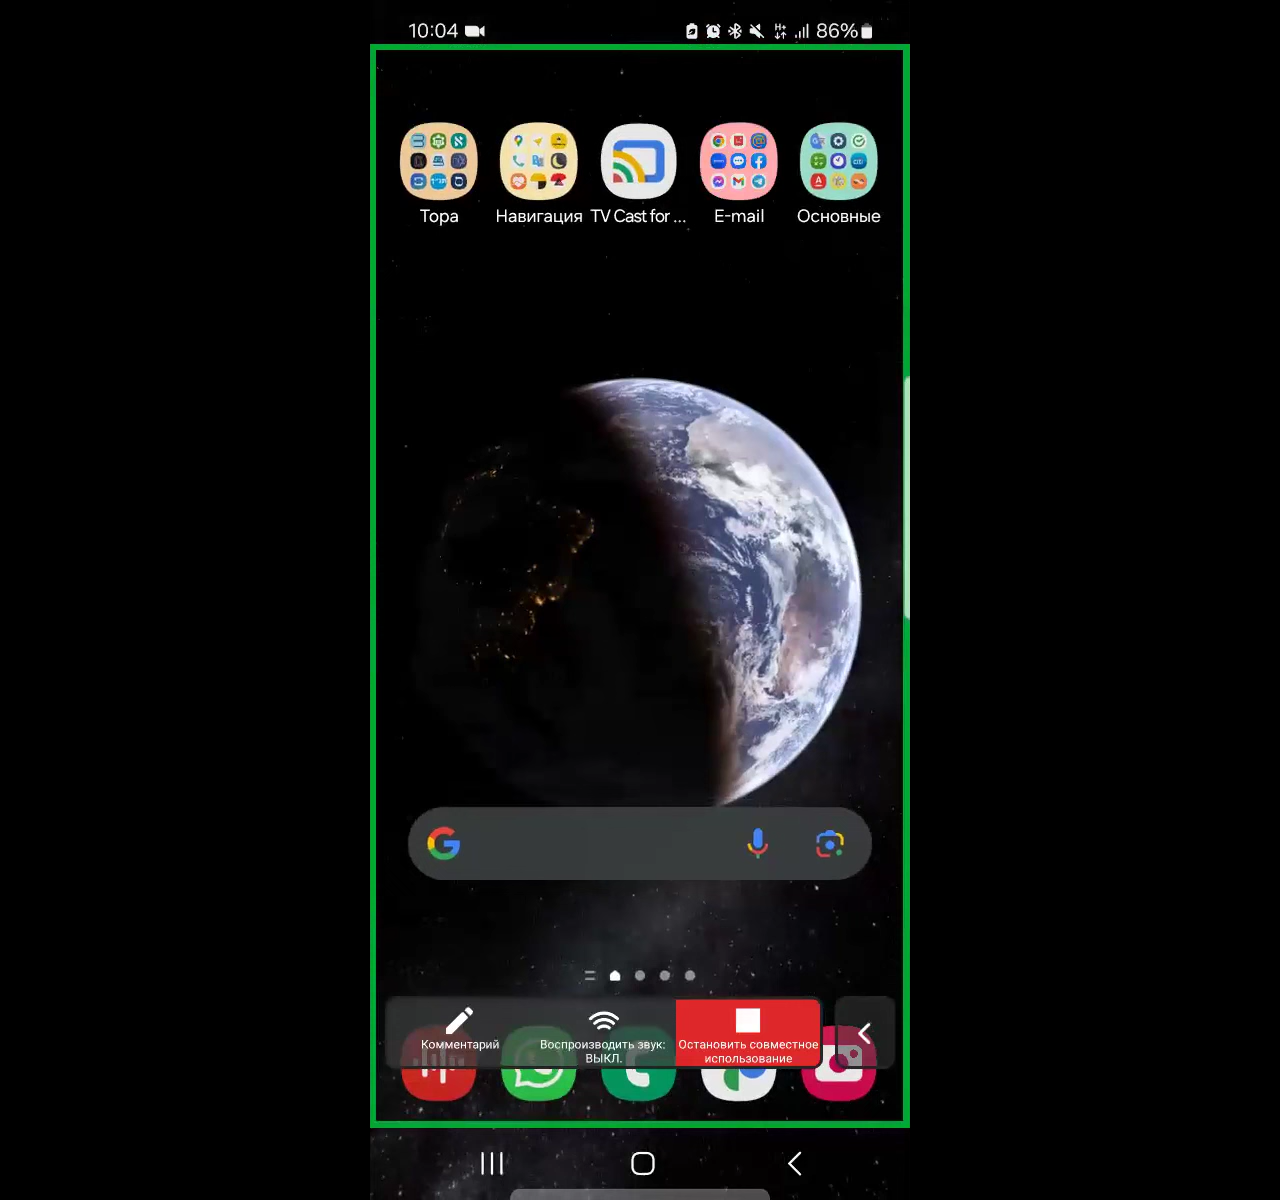 10:04 86%
Тора Навигация TV Cast for ... E-mail Основные
Комментарий
Воспроизводить звук:
ВЫКЛ.
Остановить совместное
использование